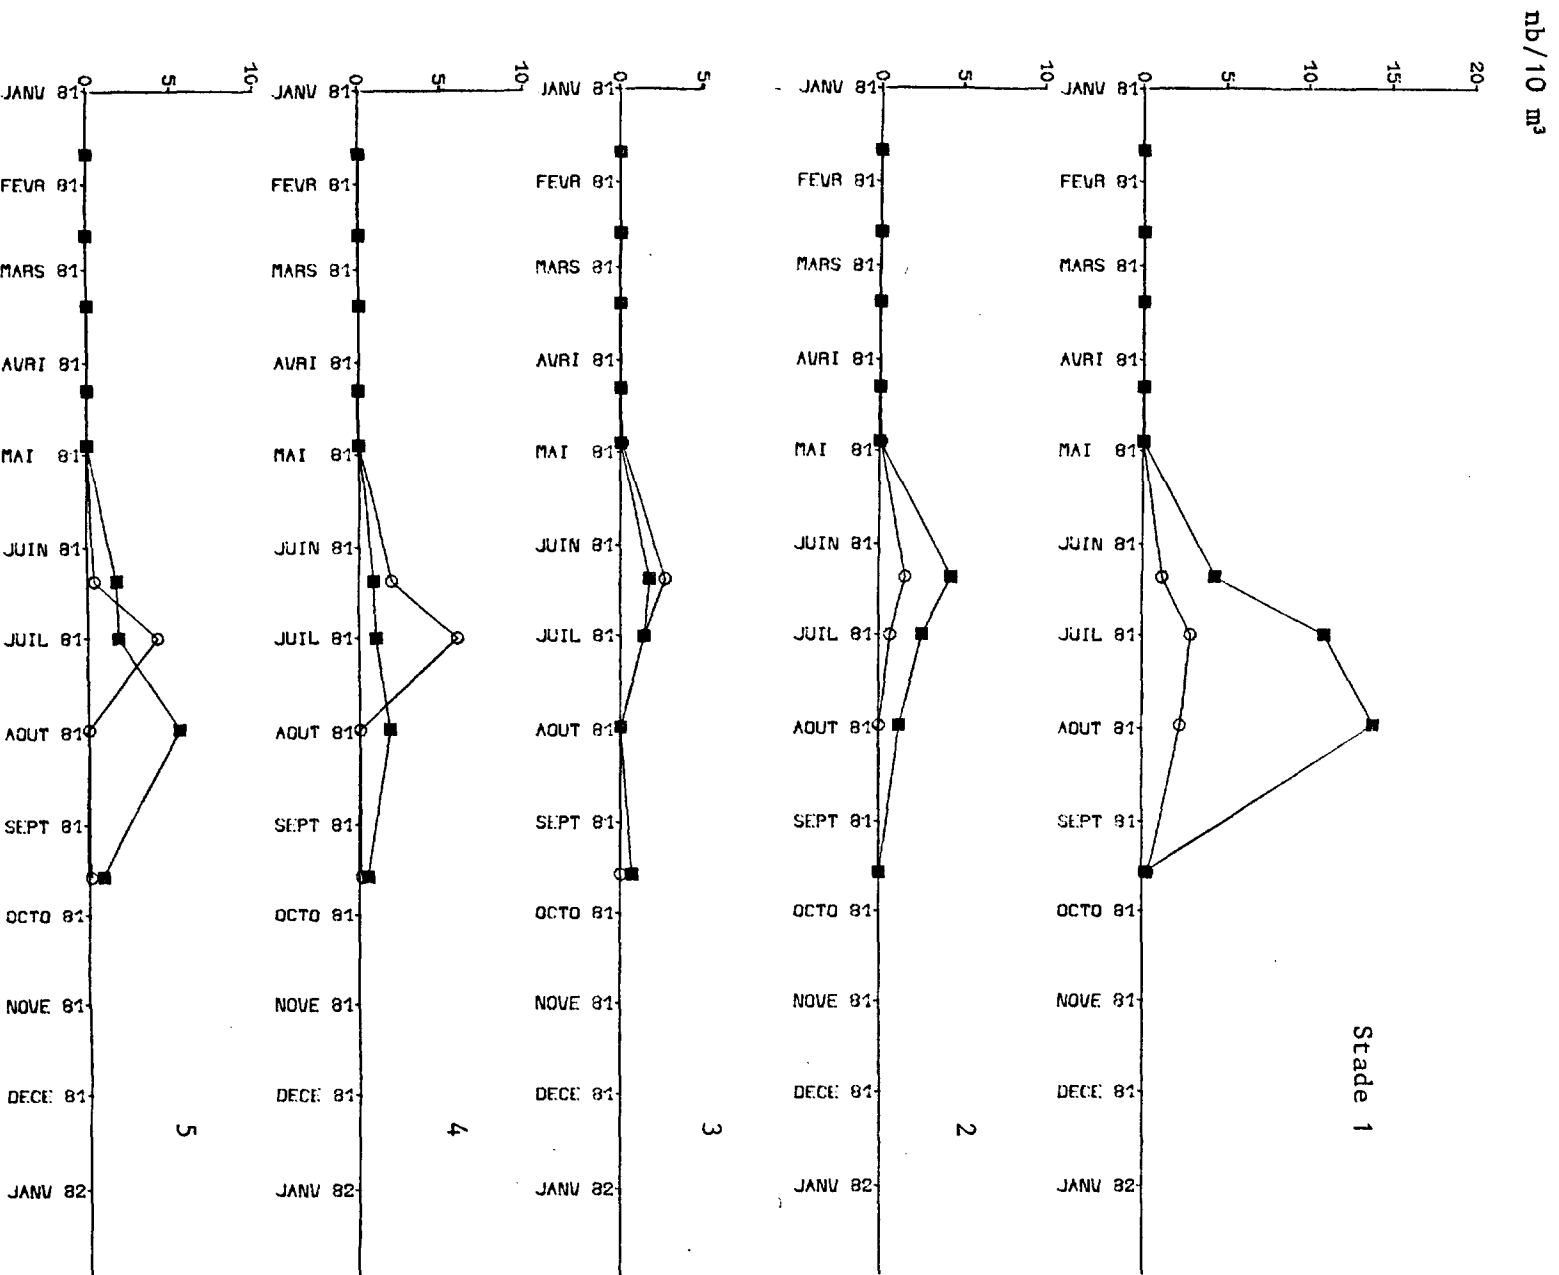 nb/10 m³
0 5 10 15 20
JANV 81
FEVR 81
MARS 81
AVRI 81
MAI 81
JUIN 81
JUIL 81
AOUT 81
SEPT 81
OCTO 81
NOVE 81
DECE 81
JANV 82
Stade 1
0 5 10
JANV 81
FEVR 81
MARS 81
AVRI 81
MAI 81
JUIN 81
JUIL 81
AOUT 81
SEPT 81
OCTO 81
NOVE 81
DECE 81
JANV 82
2
0 5
JANV 81
FEVR 81
MARS 81
AVRI 81
MAI 81
JUIN 81
JUIL 81
AOUT 81
SEPT 81
OCTO 81
NOVE 81
DECE 81
JANV 82
3
0 5 10
JANV 81
FEVR 81
MARS 81
AVRI 81
MAI 81
JUIN 81
JUIL 81
AOUT 81
SEPT 81
OCTO 81
NOVE 81
DECE 81
JANV 82
4
0 5 10
JANV 81
FEVR 81
MARS 81
AVRI 81
MAI 81
JUIN 81
JUIL 81
AOUT 81
SEPT 81
OCTO 81
NOVE 81
DECE 81
JANV 82
5